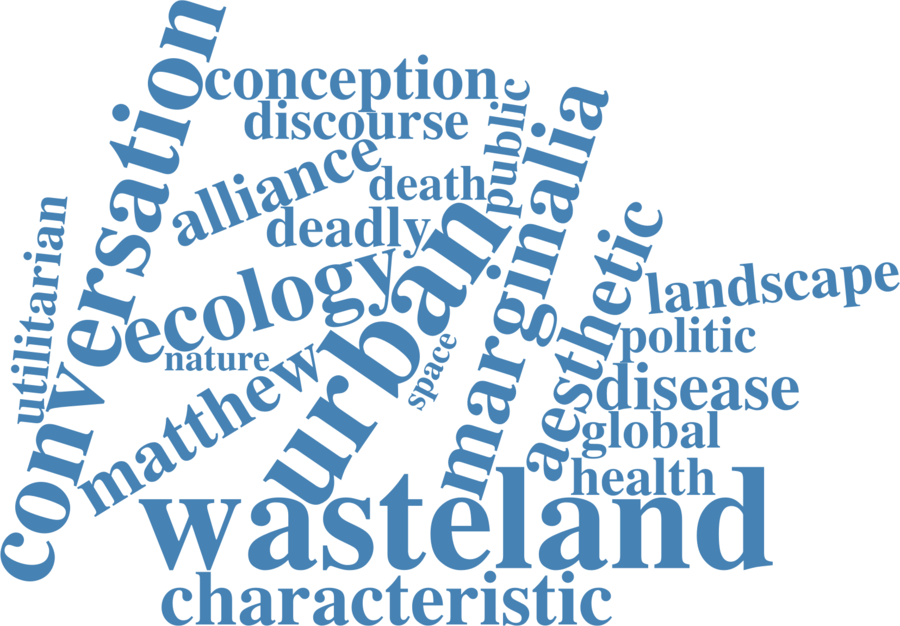 conversation
conception
discourse
public
marginalia
alliance
death
deadly
utilitarian
urban
aesthetic
ecology
landscape
nature
politic
space
matthew
disease
global
health
wasteland
characteristic